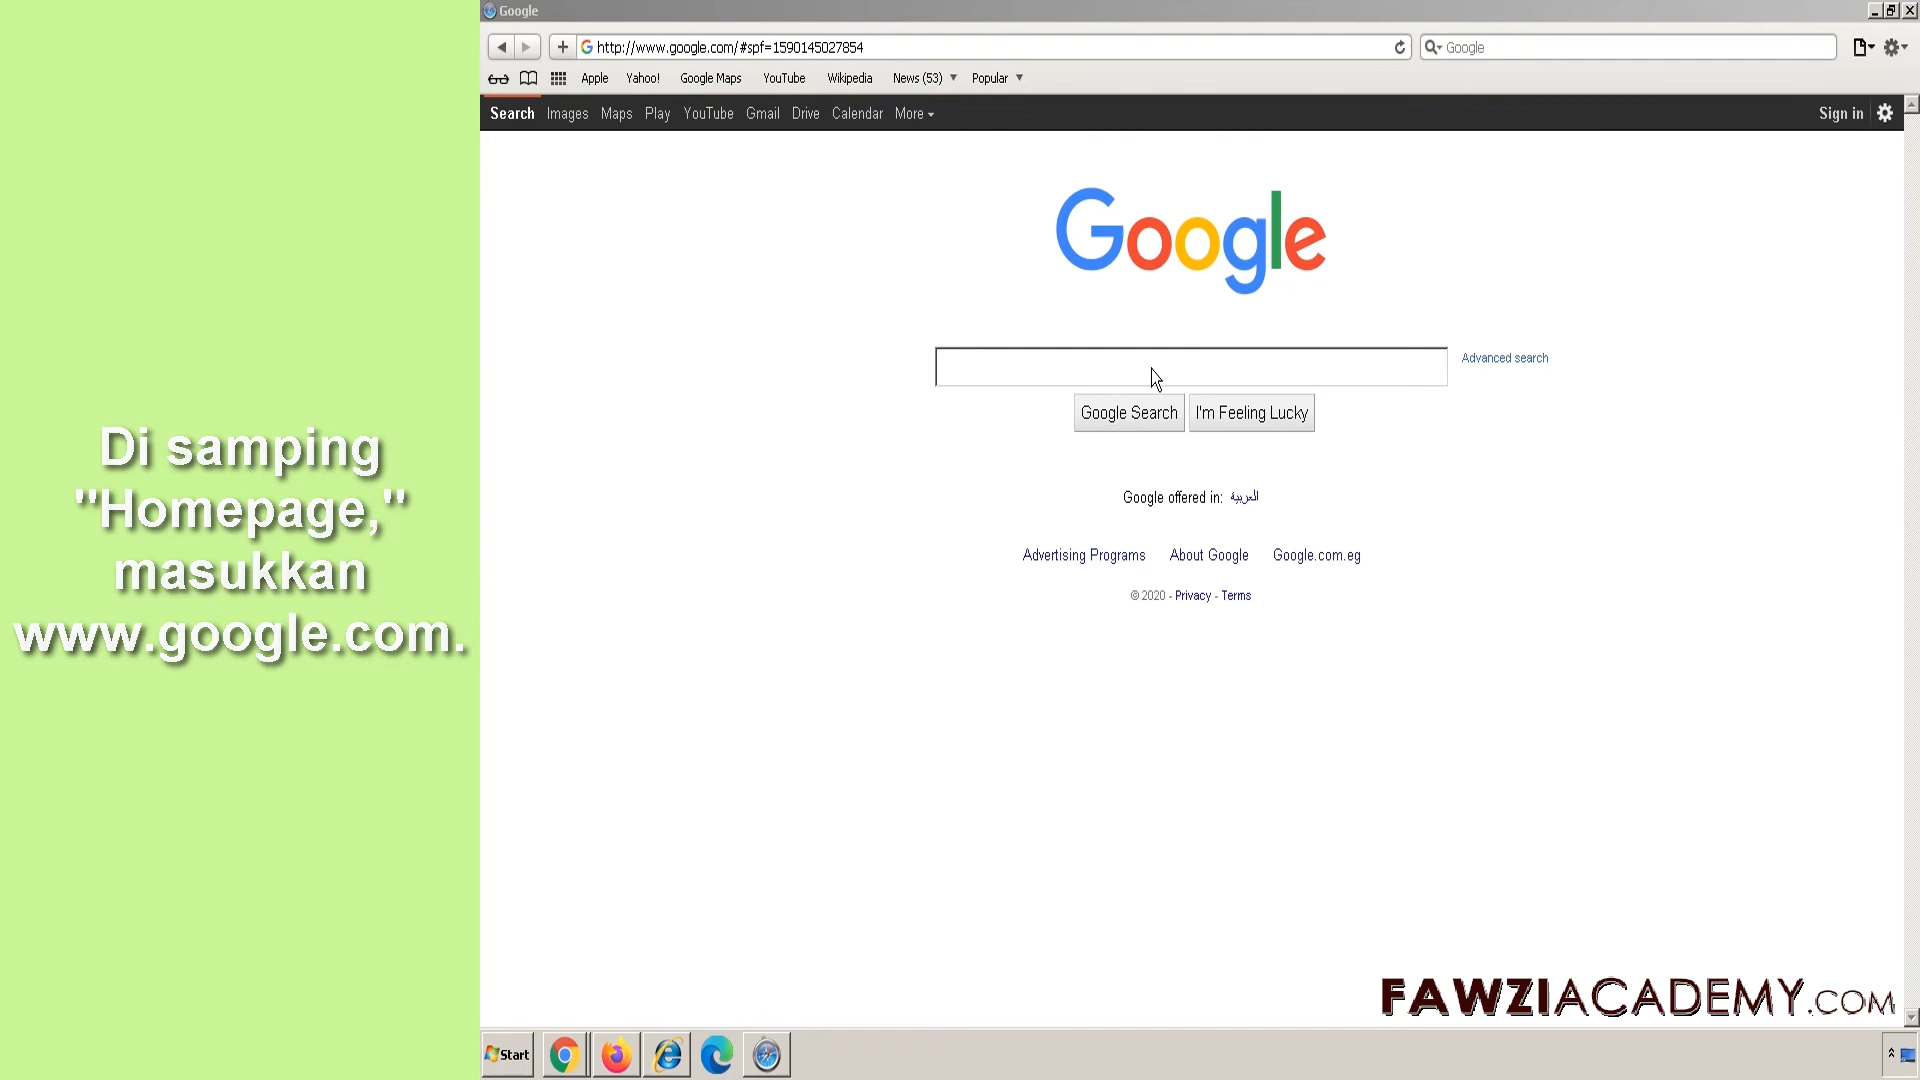 Di samping
"Homepage,"
masukkan
www.google.com.
Google
http://www.google.com/#spf=1590145027854
Google
Apple Yahoo! Google Maps YouTube Wikipedia News (53) Popular
Search Images Maps Play YouTube Gmail Drive Calendar More Sign in
Google
Advanced search
Google Search I'm Feeling Lucky
Google offered in: العربية
Advertising Programs About Google Google.com.eg
© 2020 - Privacy - Terms
FAWZIACADEMY.COM
Start